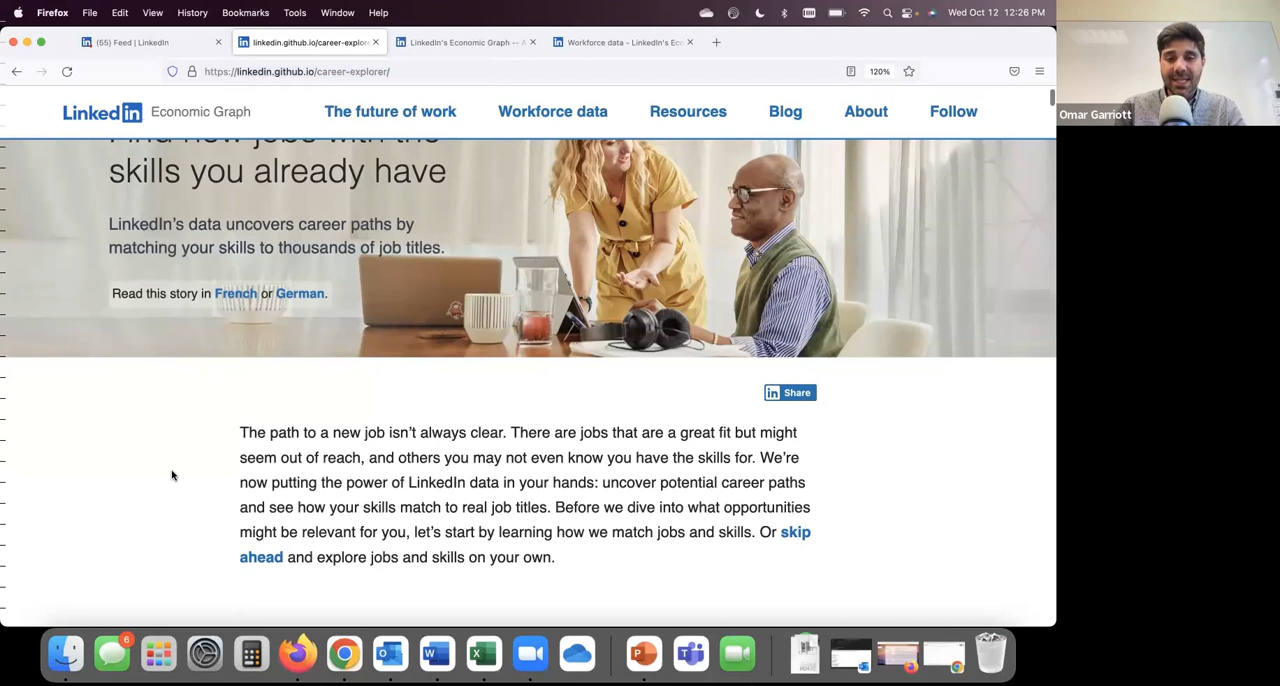 Firefox File Edit View History Bookmarks Tools Window Help Wed Oct 12 12:26 PM
(55) Feed | LinkedIn linkedin.github.io/career-explor LinkedIn's Economic Graph -- Workforce data - LinkedIn's Ec
https://linkedin.github.io/career-explorer/ 120%
Linkedin Economic Graph The future of work Workforce data Resources Blog About Follow
Omar Garriott
Find new jobs with the
skills you already have
LinkedIn's data uncovers career paths by
matching your skills to thousands of job titles.
Read this story in French or German.
in Share
The path to a new job isn't always clear. There are jobs that are a great fit but might
seem out of reach, and others you may not even know you have the skills for. We're
now putting the power of LinkedIn data in your hands: uncover potential career paths
and see how your skills match to real job titles. Before we dive into what opportunities
might be relevant for you, let's start by learning how we match jobs and skills. Or skip
ahead and explore jobs and skills on your own.
6